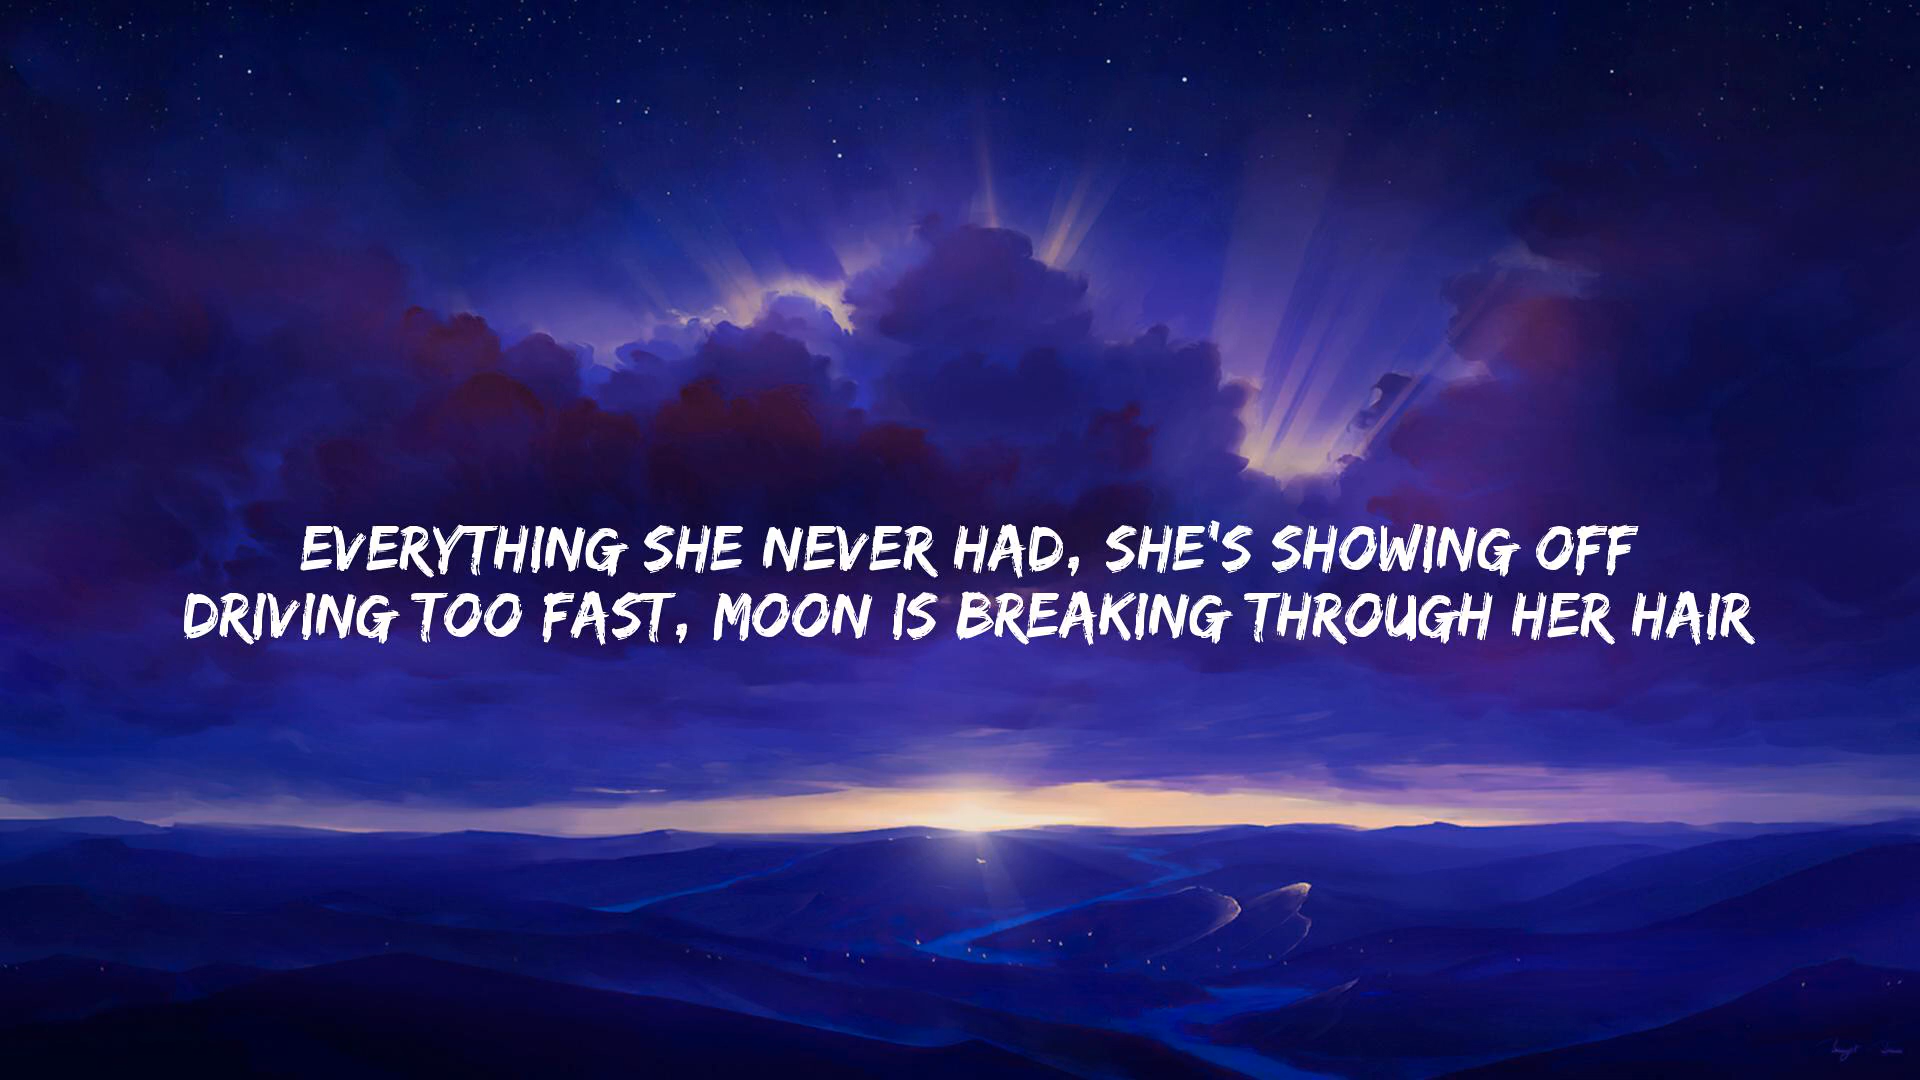 EVERYTHING SHE NEVER HAD, SHE'S SHOWING OFF
DRIVING TOO FAST, MOON IS BREAKING THROUGH HER HAIR